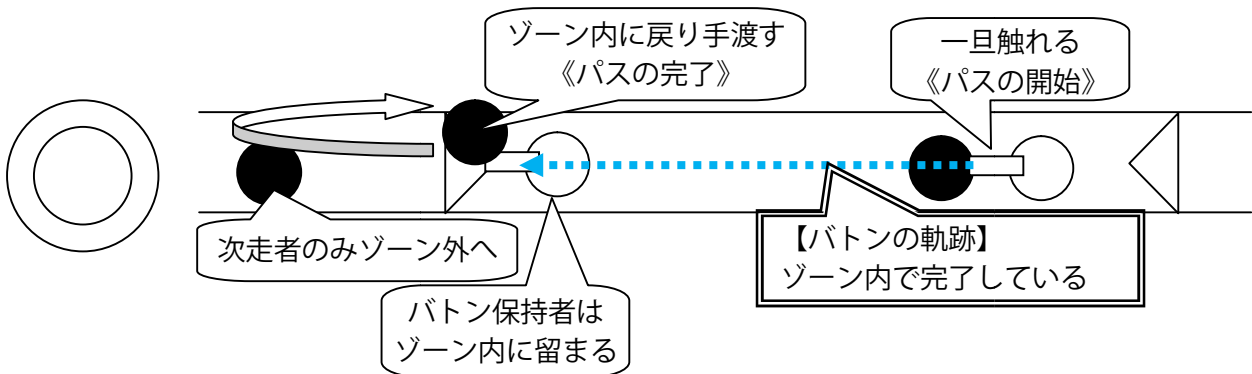 ゾーン内に戻り手渡す
《パスの完了》
一旦触れる
《パスの開始》
次走者のみゾーン外へ
【バトンの軌跡】
ゾーン内で完了している
バトン保持者は
ゾーン内に留まる